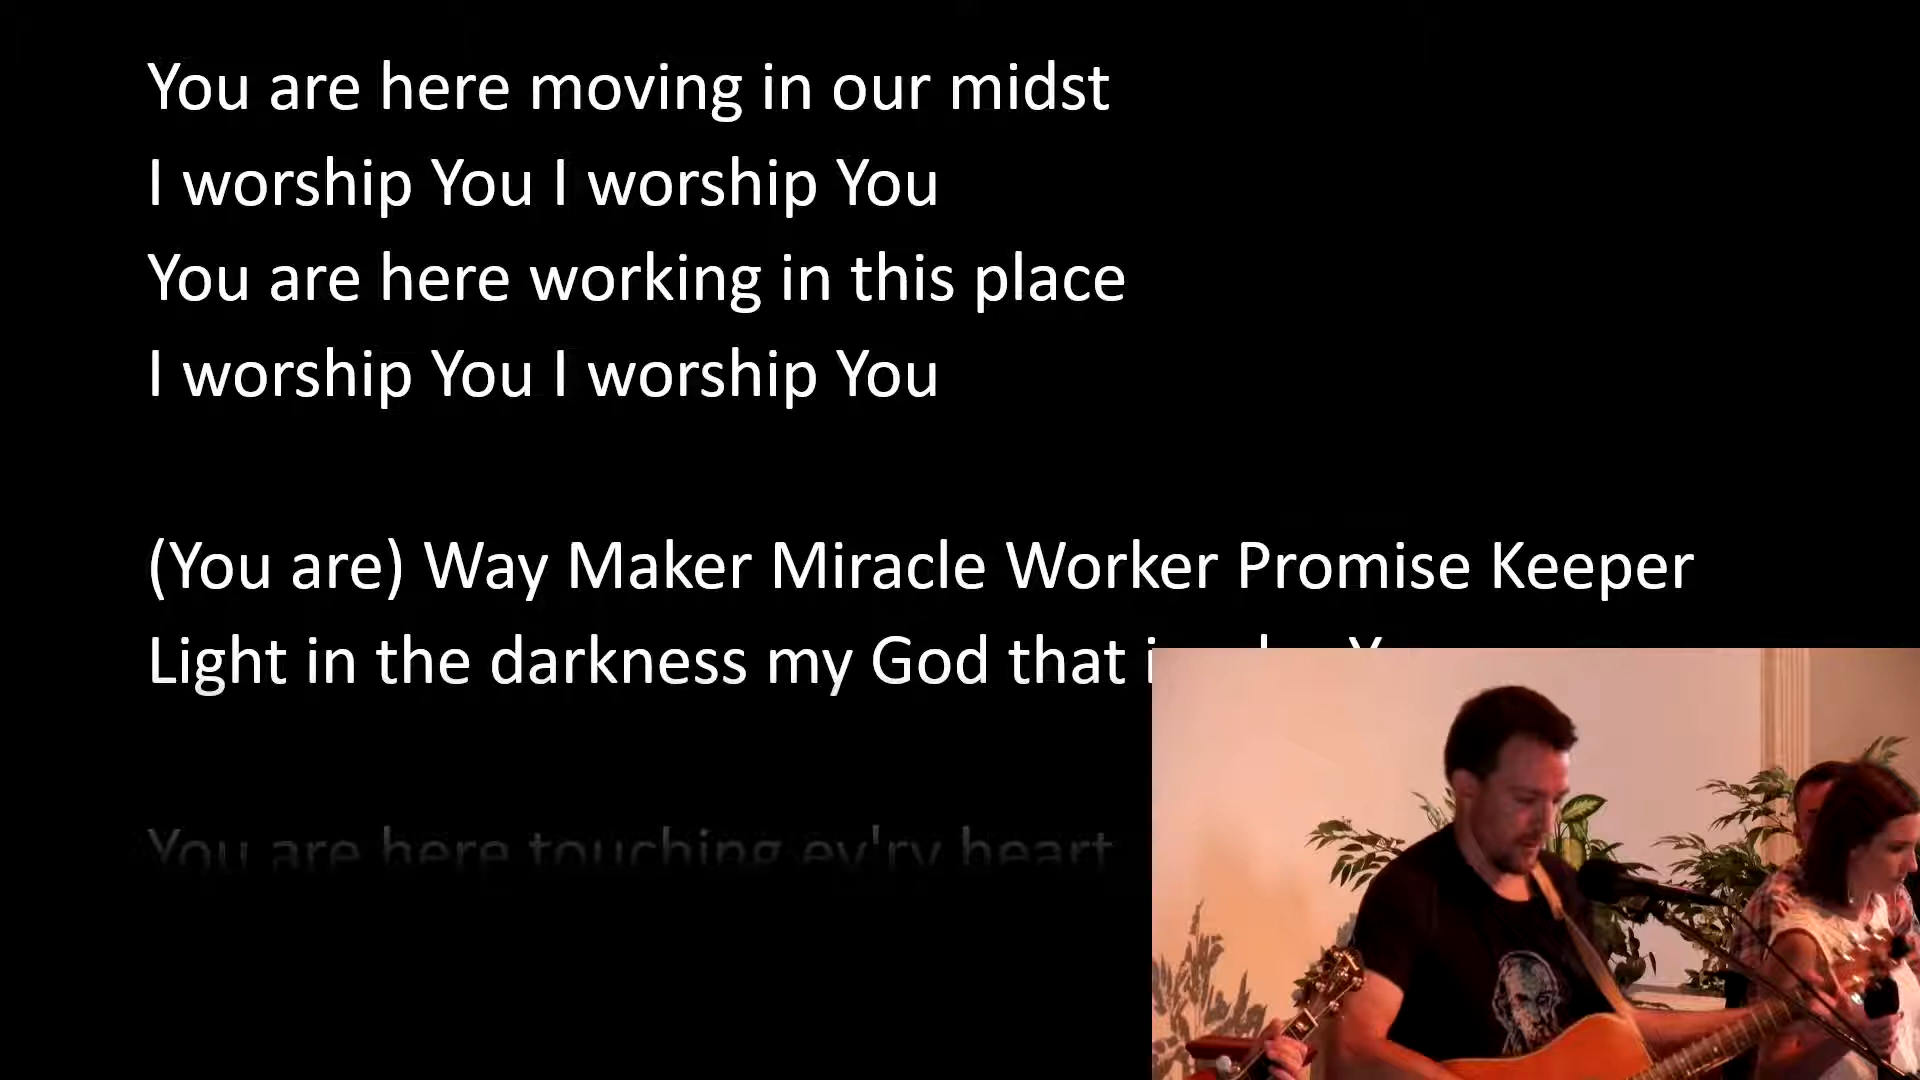 You are here moving in our midst
I worship You I worship You
You are here working in this place
I worship You I worship You
(You are) Way Maker Miracle Worker Promise Keeper
Light in the darkness my God that
You are here touching ev'ry heart